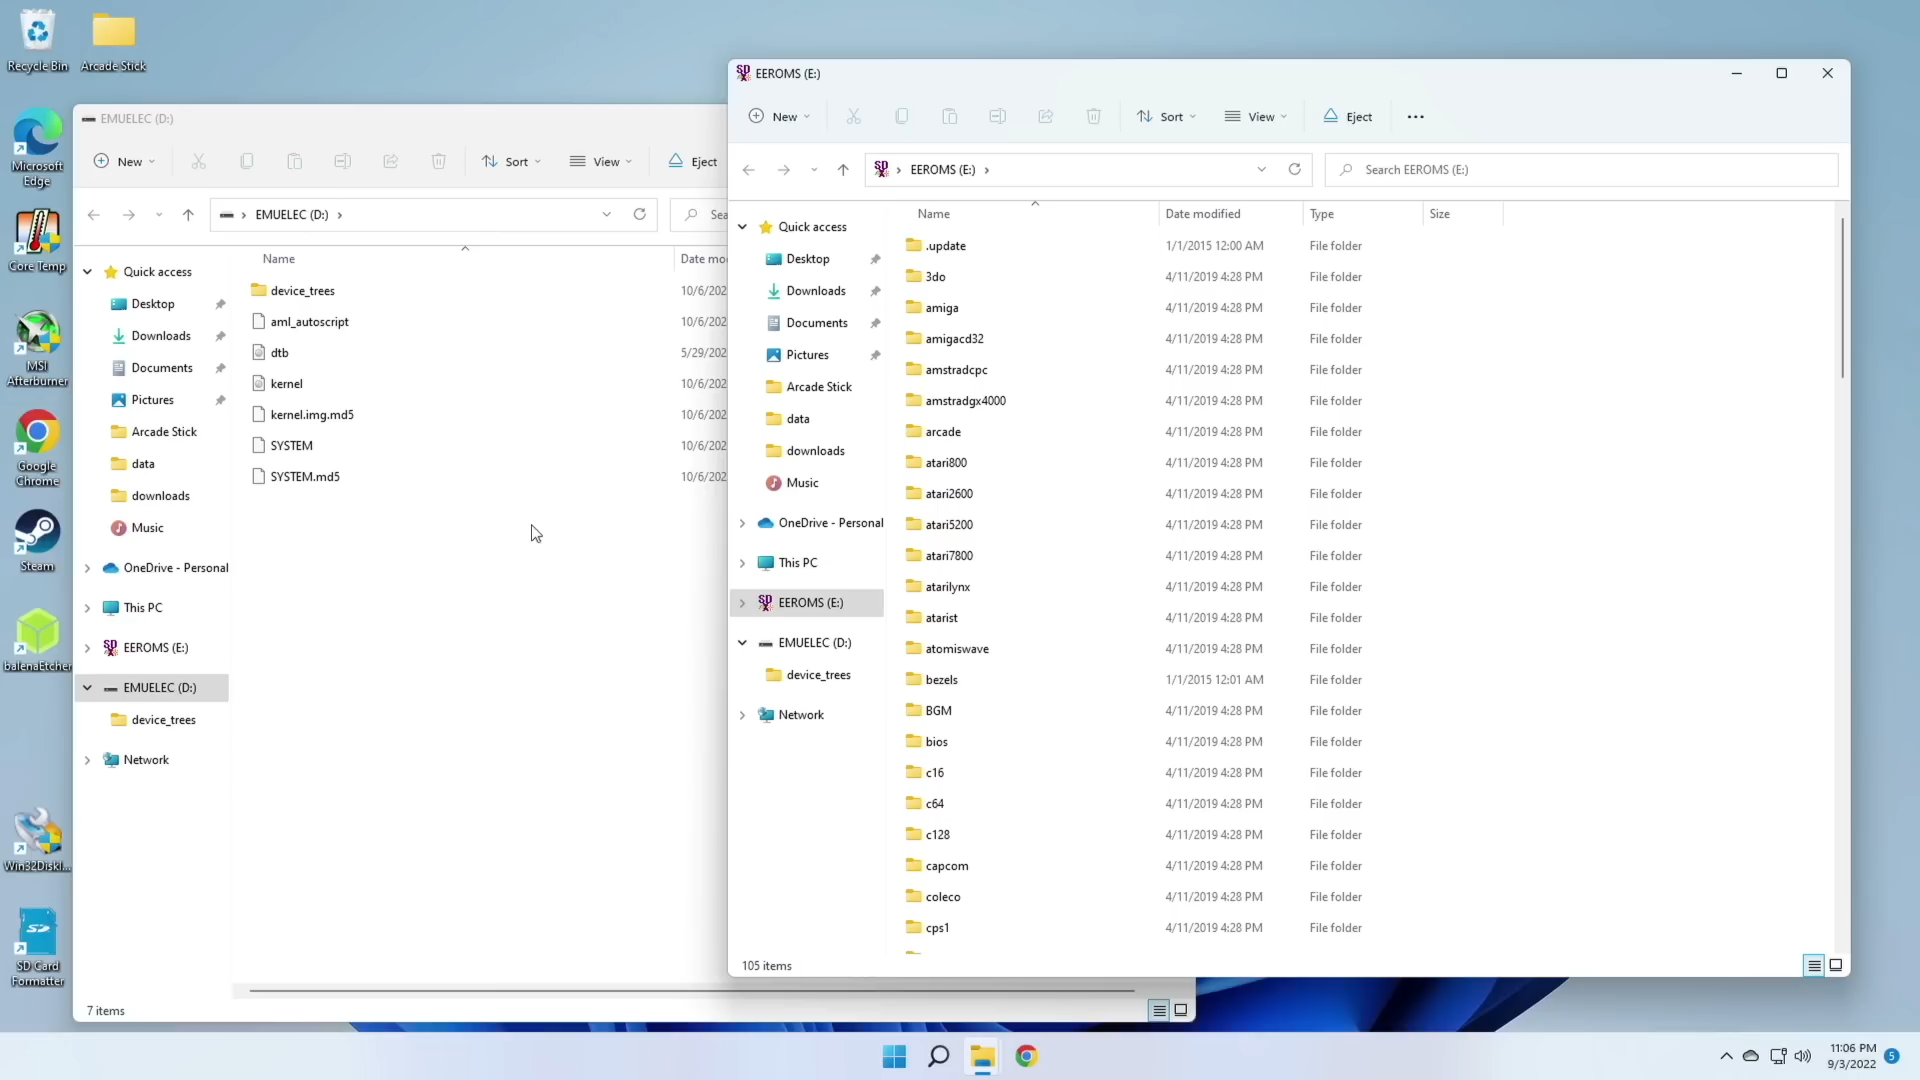 Recycle Bin
Arcade Stick
Microsoft
Edge
Core Temp
MSI
Afterburner
Google
Chrome
Steam
balenaEtcher
Win32DiskI...
SD Card
Formatter
EMUELEC (D:)
New
Sort
View
Eject
EMUELEC (D:)
Sea
Name
Date mo
Quick access
Desktop
Downloads
Documents
Pictures
Arcade Stick
data
downloads
Music
OneDrive - Personal
This PC
EEROMS (E:)
EMUELEC (D:)
device_trees
Network
device_trees 10/6/202
aml_autoscript 10/6/202
dtb 5/29/202
kernel 10/6/202
kernel.img.md5 10/6/202
SYSTEM 10/6/202
SYSTEM.md5 10/6/202
7 items
EEROMS (E:)
New
Sort
View
Eject
EEROMS (E:)
Search EEROMS (E:)
Quick access
Desktop
Downloads
Documents
Pictures
Arcade Stick
data
downloads
Music
OneDrive - Personal
This PC
EEROMS (E:)
EMUELEC (D:)
device_trees
Network
Name Date modified Type Size
.update 1/1/2015 12:00 AM File folder
3do 4/11/2019 4:28 PM File folder
amiga 4/11/2019 4:28 PM File folder
amigacd32 4/11/2019 4:28 PM File folder
amstradcpc 4/11/2019 4:28 PM File folder
amstradgx4000 4/11/2019 4:28 PM File folder
arcade 4/11/2019 4:28 PM File folder
atari800 4/11/2019 4:28 PM File folder
atari2600 4/11/2019 4:28 PM File folder
atari5200 4/11/2019 4:28 PM File folder
atari7800 4/11/2019 4:28 PM File folder
atarilynx 4/11/2019 4:28 PM File folder
atarist 4/11/2019 4:28 PM File folder
atomiswave 4/11/2019 4:28 PM File folder
bezels 1/1/2015 12:01 AM File folder
BGM 4/11/2019 4:28 PM File folder
bios 4/11/2019 4:28 PM File folder
c16 4/11/2019 4:28 PM File folder
c64 4/11/2019 4:28 PM File folder
c128 4/11/2019 4:28 PM File folder
capcom 4/11/2019 4:28 PM File folder
coleco 4/11/2019 4:28 PM File folder
cps1 4/11/2019 4:28 PM File folder
105 items
11:06 PM
9/3/2022
5